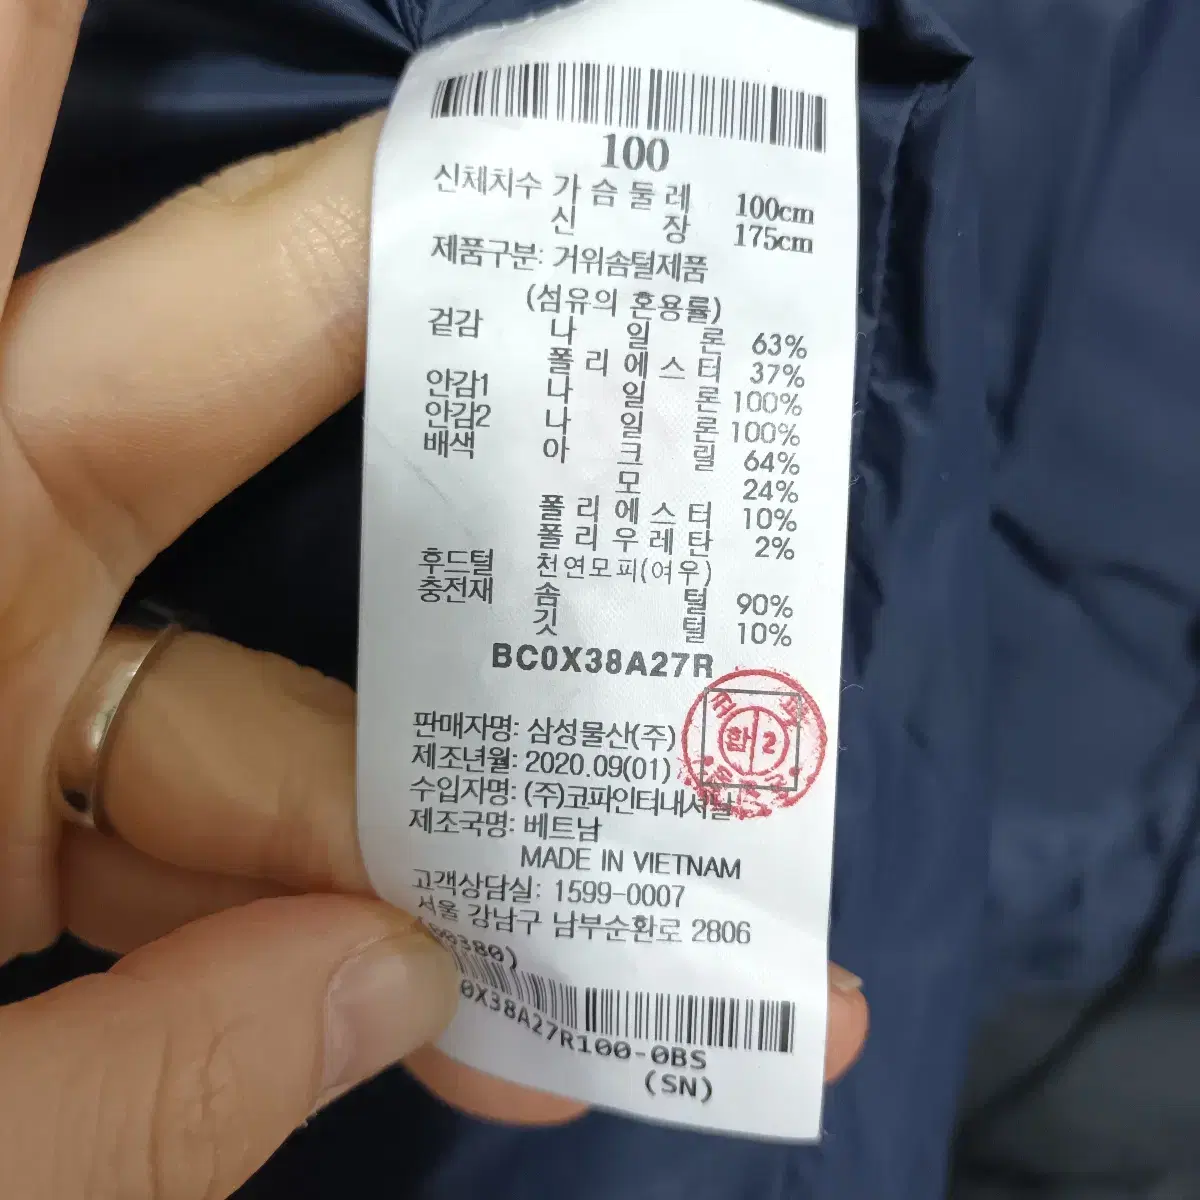 100
신체치수 가슴둘레 100cm
신장 175cm
제품구분: 거위솜털제품
(섬유의 혼용률)
겉감 나일론 63%
폴리에스터 37%
안감1 나일론 100%
안감2 나일론 100%
배색 아크릴 64%
모 24%
폴리에스터 10%
폴리우레탄 2%
후드털 천연모피(여우)
충전재 솜털 90%
깃털 10%
BC0X38A27R
판매자명: 삼성물산(주)
제조년월: 2020.09(01)
합 2
수입자명: (주)코파인터내셔날
제조국명: 베트남
MADE IN VIETNAM
고객상담실: 1599-0007
서울 강남구 남부순환로 2806
0X38A27R100-0BS
(SN)